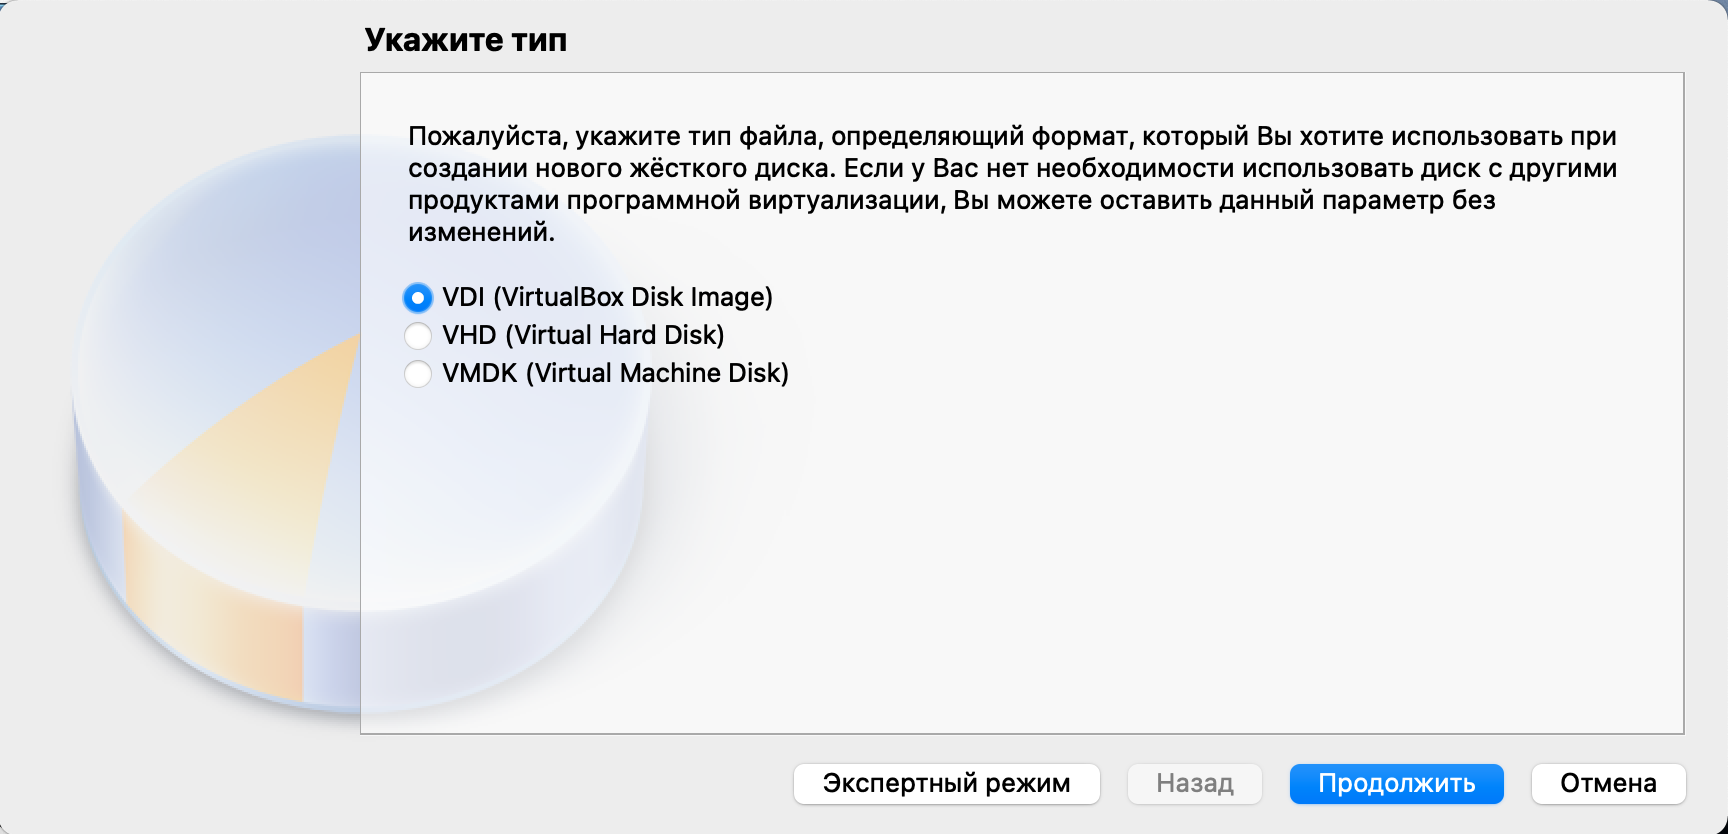 Укажите тип
Пожалуйста, укажите тип файла, определяющий формат, который Вы хотите использовать при
создании нового жёсткого диска. Если у Вас нет необходимости использовать диск с другими
продуктами программной виртуализации, Вы можете оставить данный параметр без
изменений.
VDI (VirtualBox Disk Image)
VHD (Virtual Hard Disk)
VMDK (Virtual Machine Disk)
Экспертный режим
Назад
Продолжить
Отмена